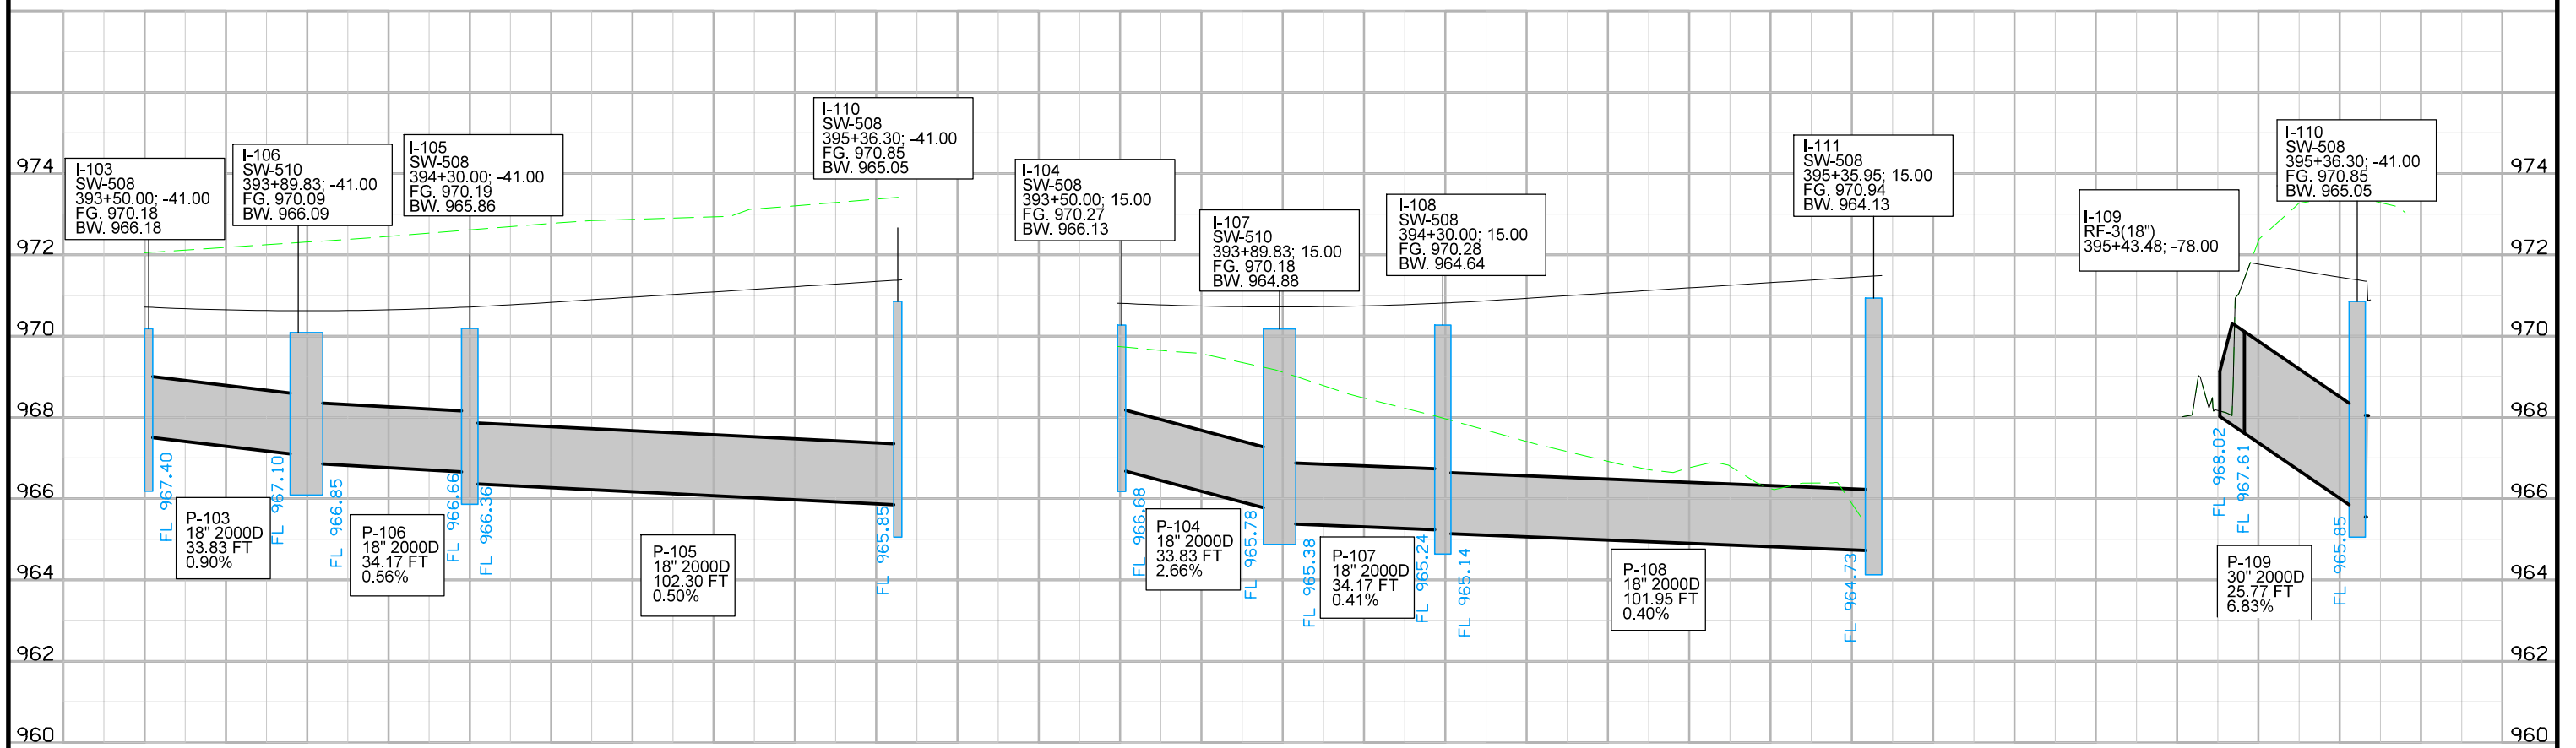 974
972
970
968
966
964
962
960
I-103
SW-508
393+50.00; -41.00
FG. 970.18
BW. 966.18
I-106
SW-510
393+89.83; -41.00
FG. 970.09
BW. 966.09
I-105
SW-508
394+30.00; -41.00
FG. 970.19
BW. 965.86
I-110
SW-508
395+36.30; -41.00
FG. 970.85
BW. 965.05
FL 967.40
P-103
18" 2000D
33.83 FT
0.90%
FL 967.10
FL 966.85
P-106
18" 2000D
34.17 FT
0.56%
FL 966.66
FL 966.36
P-105
18" 2000D
102.30 FT
0.50%
FL 965.85
I-104
SW-508
393+50.00; 15.00
FG. 970.27
BW. 966.13
I-107
SW-510
393+89.83; 15.00
FG. 970.18
BW. 964.88
I-108
SW-508
394+30.00; 15.00
FG. 970.28
BW. 964.64
I-111
SW-508
395+35.95; 15.00
FG. 970.94
BW. 964.13
FL 966.68
P-104
18" 2000D
33.83 FT
2.66%
FL 965.78
FL 965.38
P-107
18" 2000D
34.17 FT
0.41%
FL 965.24
FL 965.14
P-108
18" 2000D
101.95 FT
0.40%
FL 964.73
I-109
RF-3(18")
395+43.48; -78.00
I-110
SW-508
395+36.30; -41.00
FG. 970.85
BW. 965.05
FL 968.02
FL 967.61
P-109
30" 2000D
25.77 FT
6.83%
FL 965.85
974
972
970
968
966
964
962
960